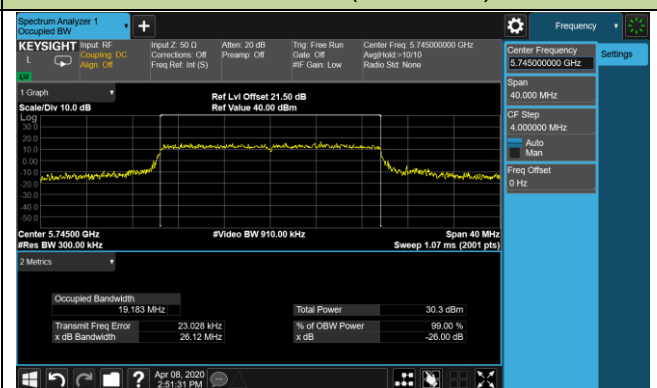 Spectrum Analyzer 1
Occupied BW
Frequency
KEYSIGHT
L
Input: RF
Coupling: DC
Align: Off
Input Z: 50 Ω
Corrections: Off
Freq Ref: Int (S)
Atten: 20 dB
Preamp: Off
Trig: Free Run
Gate: Off
#IF Gain: Low
Center Freq: 5.745000000 GHz
Avg|Hold:>10/10
Radio Std: None
Center Frequency
5.745000000 GHz
Settings
Span
40.000 MHz
CF Step
4.000000 MHz
Auto
Man
Freq Offset
0 Hz
1 Graph
Scale/Div 10.0 dB
Ref Lvl Offset 21.50 dB
Ref Value 40.00 dBm
Log
30.0
20.0
10.0
0.00
-10.0
-20.0
-30.0
-40.0
-50.0
Center 5.74500 GHz
#Video BW 910.00 kHz
Span 40 MHz
#Res BW 300.00 kHz
Sweep 1.07 ms (2001 pts)
2 Metrics
Occupied Bandwidth
19.183 MHz
Total Power 30.3 dBm
Transmit Freq Error 23.028 kHz
% of OBW Power 99.00 %
x dB Bandwidth 26.12 MHz
x dB -26.00 dB
?
Apr 08, 2020
2:51:31 PM